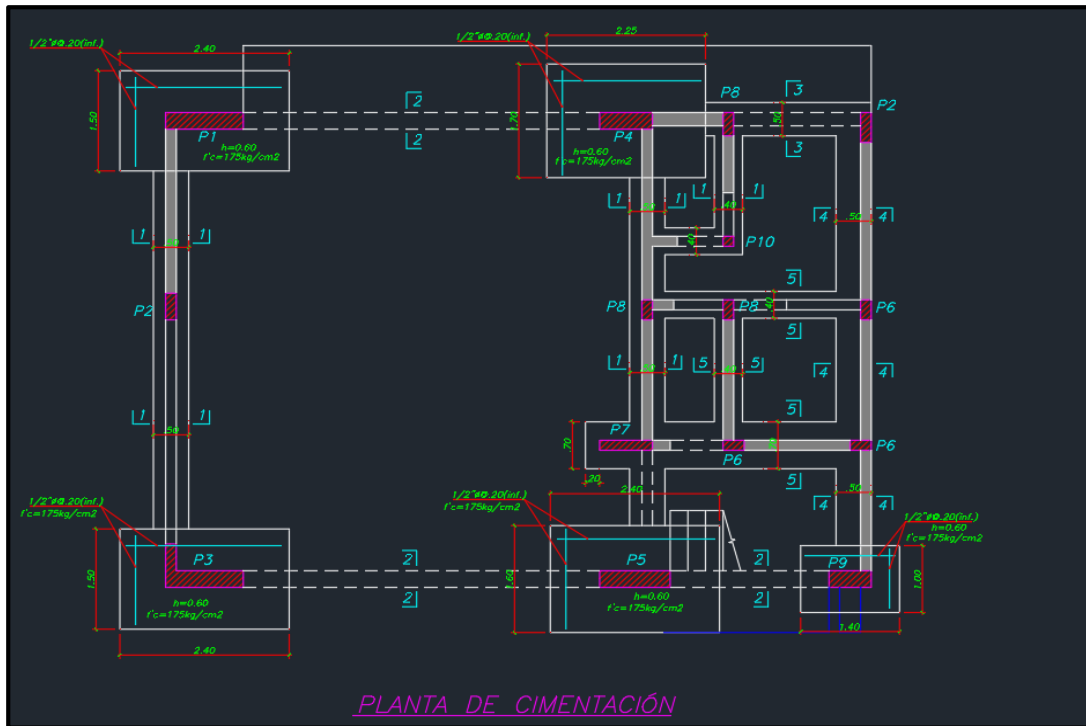 2.25
1/2"ø@.20(inf.)
1/2"ø@.20(inf.)
2.40
3
P8
P2
2
1.50
1.70
.50
P1
P4
2
3
h=0.60
f'c=175kg/cm2
h=0.60
f'c=175kg/cm2
1
1
1
1
.50
.40
4
4
.50
1
1
.50
.40
P10
5
P2
P8
P8
.40
P6
5
1
1
5
5
4
4
.50
.40
5
1
1
.50
P7
.70
P6
P6
.20
5
2.40
.50
4
4
1/2"ø@.20(inf.)
f'c=175kg/cm2
1/2"ø@.20(inf.)
f'c=175kg/cm2
1/2"ø@.20(inf.)
h=0.60
f'c=175kg/cm2
P3
2
P5
2
P9
1.50
1.60
1.00
h=0.60
f'c=175kg/cm2
2
h=0.60
f'c=175kg/cm2
2
1.40
2.40
PLANTA DE CIMENTACIÓN